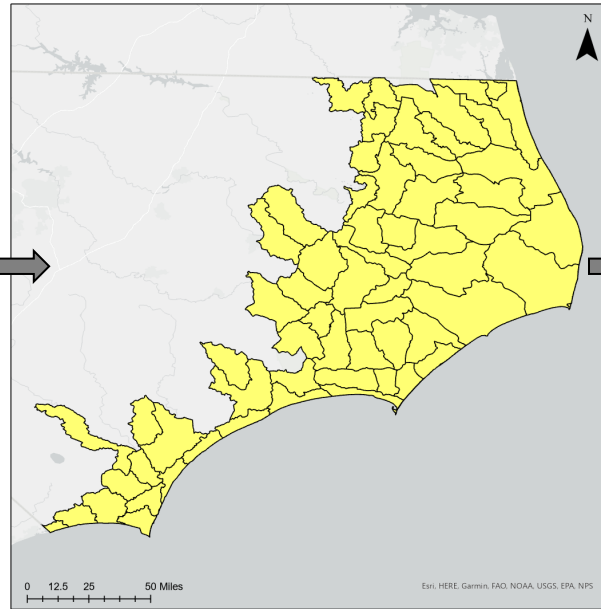 N
0 12.5 25 50 Miles
Esri, HERE, Garmin, FAO, NOAA, USGS, EPA, NPS